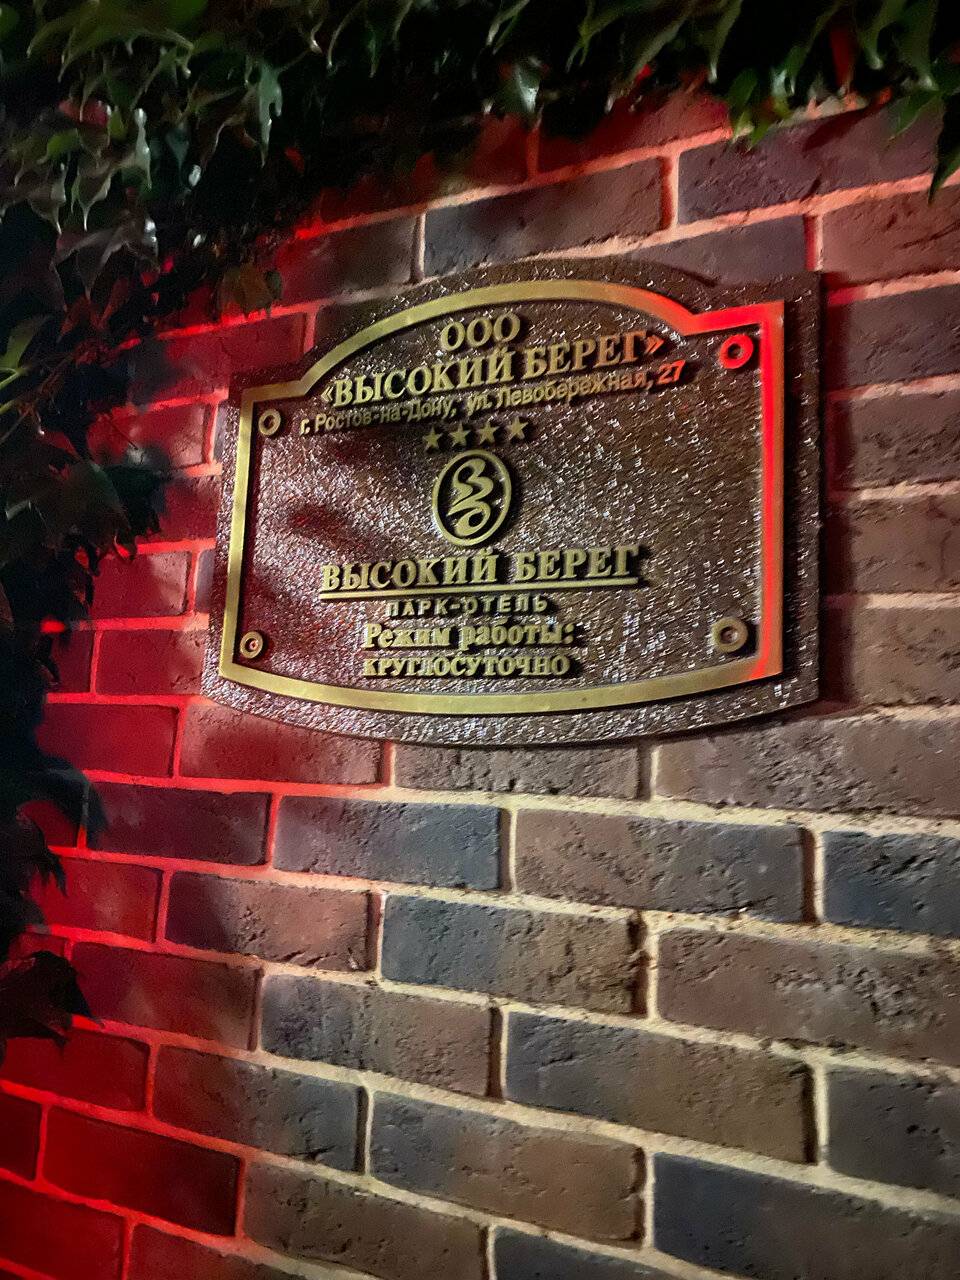 ООО
«ВЫСОКИЙ БЕРЕГ»
г. Ростов-на-Дону, ул. Левобережная, 27
ВЫСОКИЙ БЕРЕГ
ПАРК-ОТЕЛЬ
Режим работы:
КРУГЛОСУТОЧНО